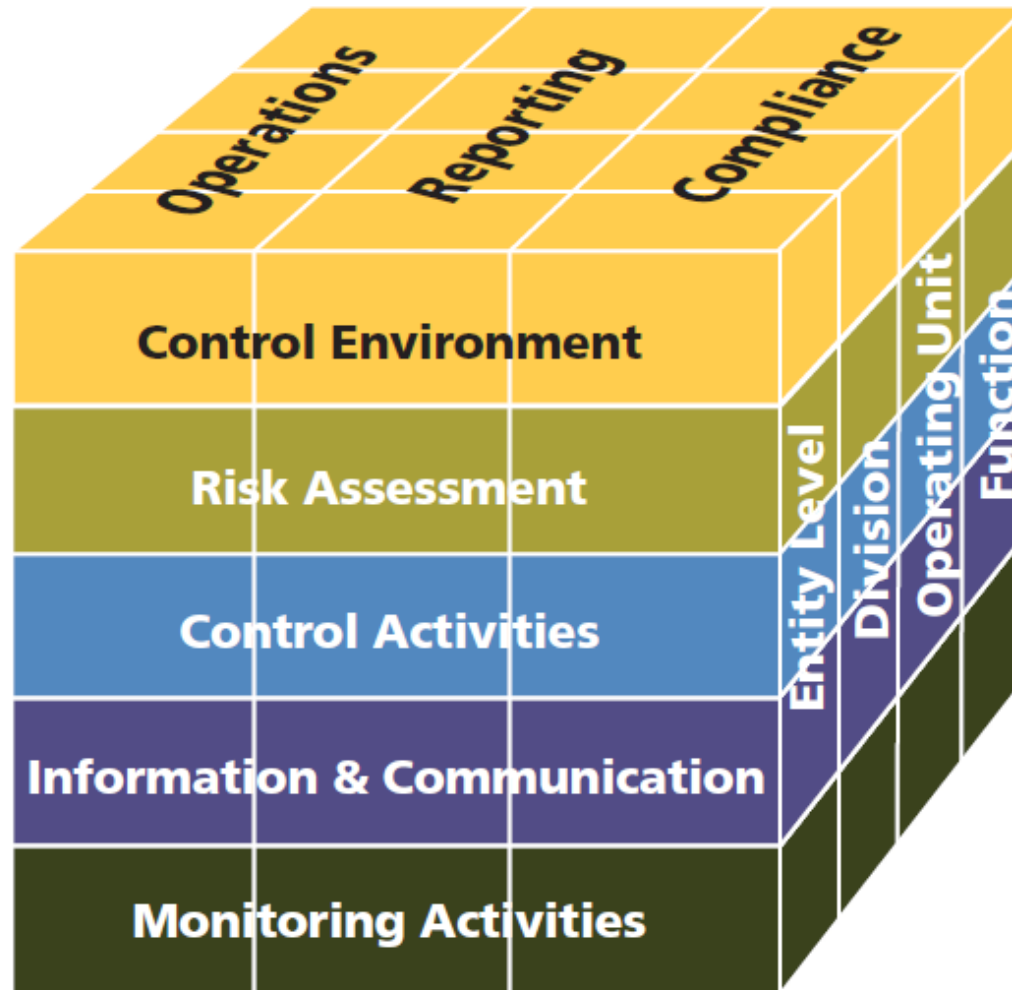 Operations
Reporting
Compliance
Control Environment
Risk Assessment
Control Activities
Information & Communication
Monitoring Activities
Entity Level
Division
Operating Unit
Function